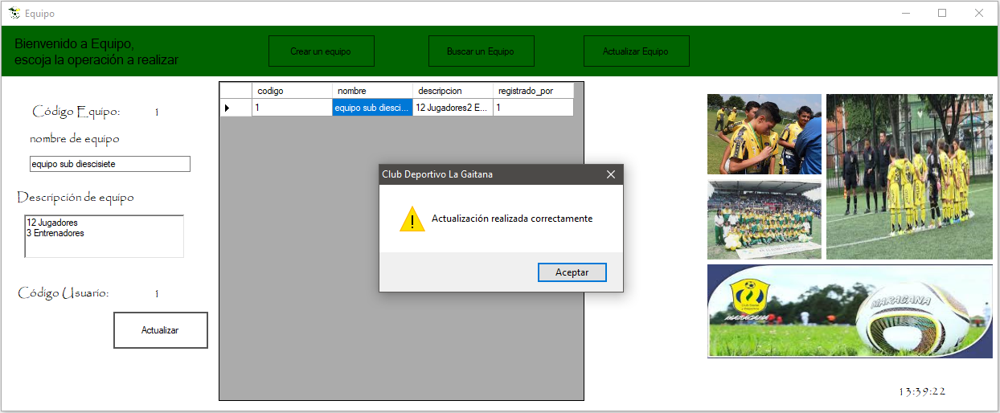 Equipo
Bienvenido a Equipo,
escoja la operación a realizar
Crear un equipo
Buscar un Equipo
Actualizar Equipo
codigo nombre descripcion registrado_por
1 equipo sub diesci... 12 Jugadores2 E... 1
Código Equipo: 1
nombre de equipo
equipo sub diescisiete
Descripción de equipo
12 Jugadores
3 Entrenadores
Código Usuario: 1
Actualizar
Club Deportivo La Gaitana
Actualización realizada correctamente
Aceptar
MARACANA
13:39:22